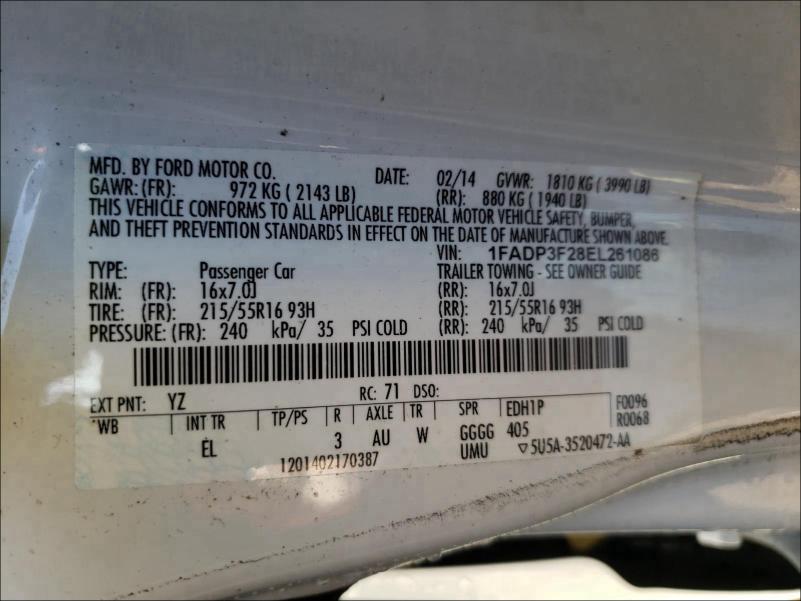 MFD. BY FORD MOTOR CO. DATE: 02/14 GVWR: 1810 KG ( 3990 LB)
GAWR: (FR): 972 KG ( 2143 LB) (RR): 880 KG ( 1940 LB)
THIS VEHICLE CONFORMS TO ALL APPLICABLE FEDERAL MOTOR VEHICLE SAFETY, BUMPER,
AND THEFT PREVENTION STANDARDS IN EFFECT ON THE DATE OF MANUFACTURE SHOWN ABOVE.
VIN: 1FADP3F28EL261086
TYPE: Passenger Car TRAILER TOWING - SEE OWNER GUIDE
RIM: (FR): 16x7.0J (RR): 16x7.0J
TIRE: (FR): 215/55R16 93H (RR): 215/55R16 93H
PRESSURE: (FR): 240 kPa/ 35 PSI COLD (RR): 240 kPa/ 35 PSI COLD
EXT PNT: YZ RC: 71 DSO:
*WB INT TR TP/PS R AXLE TR SPR EDH1P F0096
EL 3 AU W GGGG 405 R0068
UMU ▽5U5A-3520472-AA
1201402170387